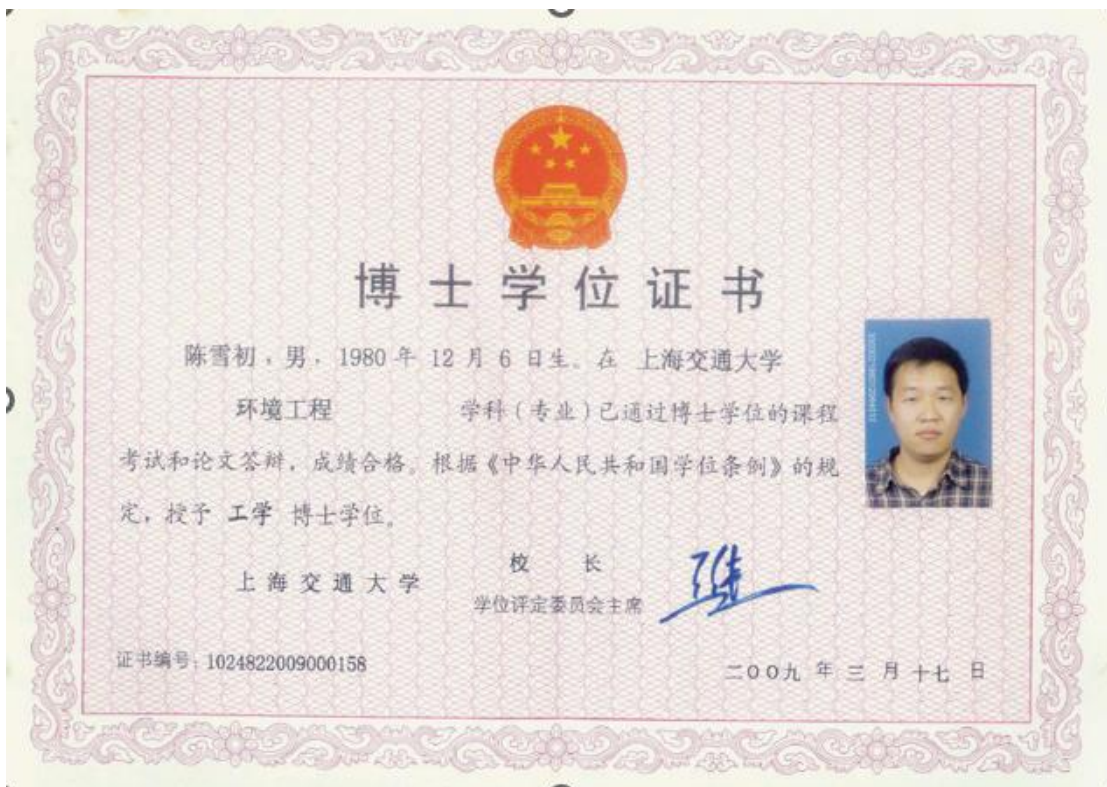 博士学位证书
陈雪初，男，1980 年 12 月 6 日生。在 上海交通大学
环境工程 学科（专业）已通过博士学位的课程
考试和论文答辩，成绩合格。根据《中华人民共和国学位条例》的规
定，授予 工学 博士学位。
上海交通大学
校 长
学位评定委员会主席
证书编号：1024822009000158
二〇〇九 年 三 月 十七 日